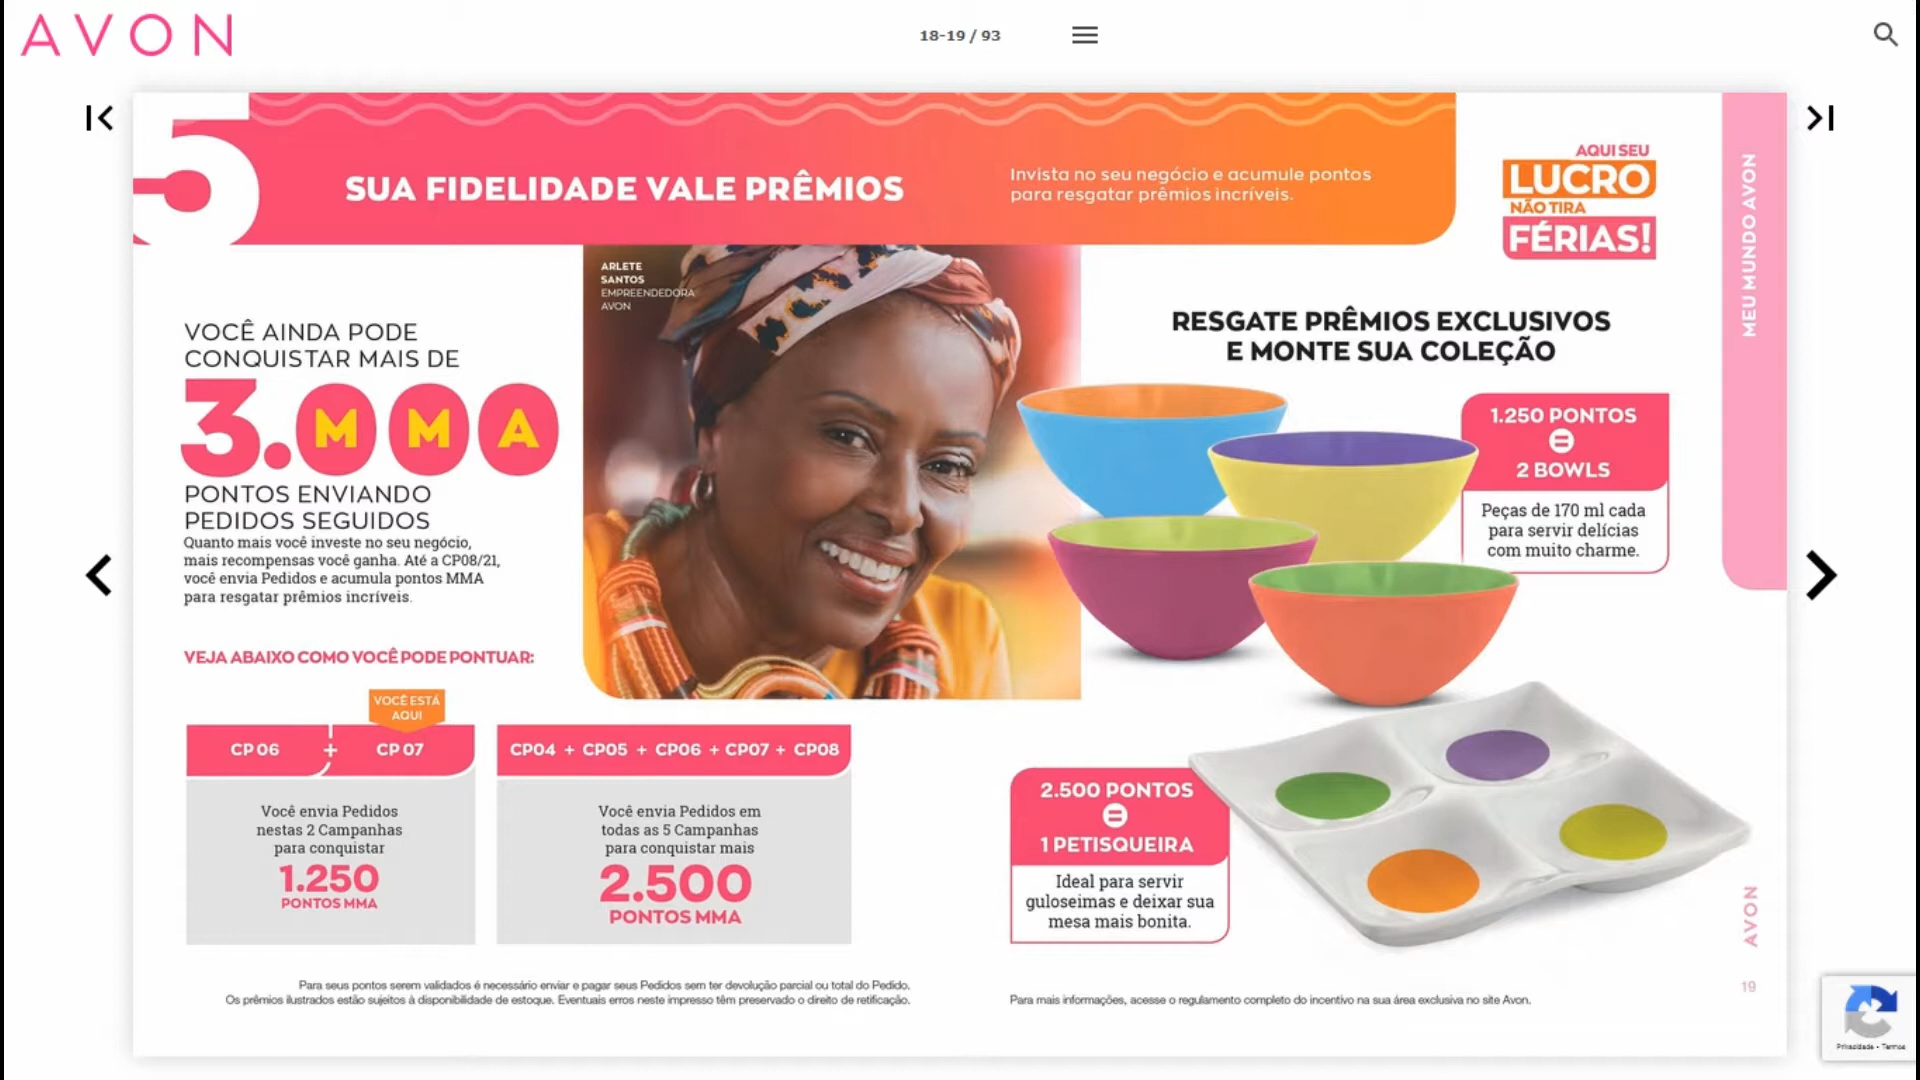 AVON
18-19 / 93
5
SUA FIDELIDADE VALE PRÊMIOS
Invista no seu negócio e acumule pontos
para resgatar prêmios incríveis.
AQUI SEU
LUCRO
NÃO TIRA
FÉRIAS!
MEU MUNDO AVON
ARLETE
SANTOS
EMPREENDEDORA
AVON
VOCÊ AINDA PODE
CONQUISTAR MAIS DE
3.MMA
PONTOS ENVIANDO
PEDIDOS SEGUIDOS
Quanto mais você investe no seu negócio,
mais recompensas você ganha. Até a CP08/21,
você envia Pedidos e acumula pontos MMA
para resgatar prêmios incríveis.
VEJA ABAIXO COMO VOCÊ PODE PONTUAR:
VOCÊ ESTÁ
AQUI
CP 06 + CP 07
Você envia Pedidos
nestas 2 Campanhas
para conquistar
1.250
PONTOS MMA
CP04 + CP05 + CP06 + CP07 + CP08
Você envia Pedidos em
todas as 5 Campanhas
para conquistar mais
2.500
PONTOS MMA
RESGATE PRÊMIOS EXCLUSIVOS
E MONTE SUA COLEÇÃO
1.250 PONTOS
=
2 BOWLS
Peças de 170 ml cada
para servir delícias
com muito charme.
2.500 PONTOS
=
1 PETISQUEIRA
Ideal para servir
guloseimas e deixar sua
mesa mais bonita.
Para seus pontos serem validados é necessário enviar e pagar seus Pedidos sem ter devolução parcial ou total do Pedido.
Os prêmios ilustrados estão sujeitos à disponibilidade de estoque. Eventuais erros neste impresso têm preservado o direito de retificação.
Para mais informações, acesse o regulamento completo do incentivo na sua área exclusiva no site Avon.
AVON
19
Privacidade - Termos